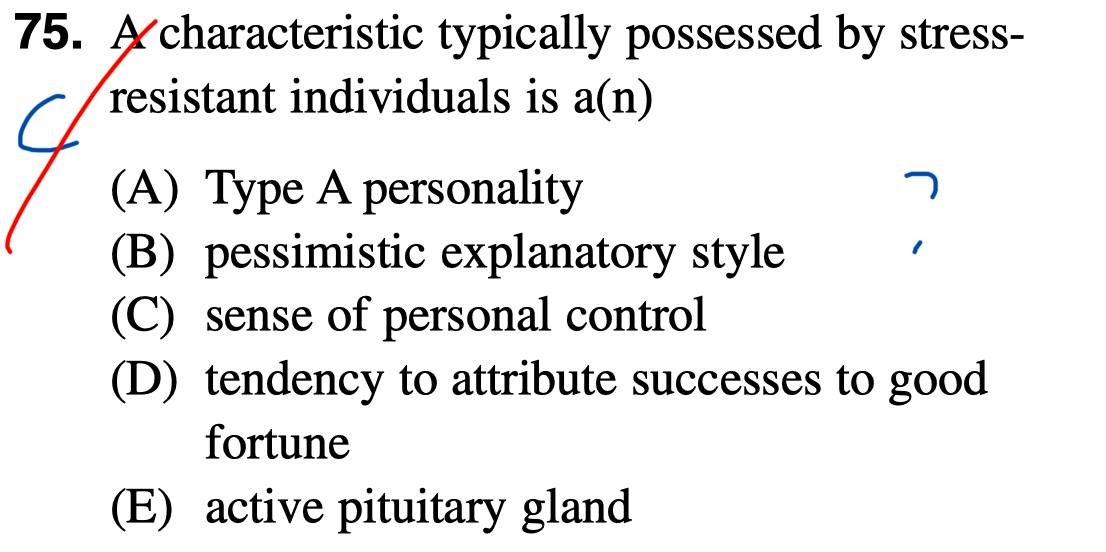 75. A characteristic typically possessed by stress-
resistant individuals is a(n)
C
(A) Type A personality
?
(B) pessimistic explanatory style
(C) sense of personal control
(D) tendency to attribute successes to good
fortune
(E) active pituitary gland